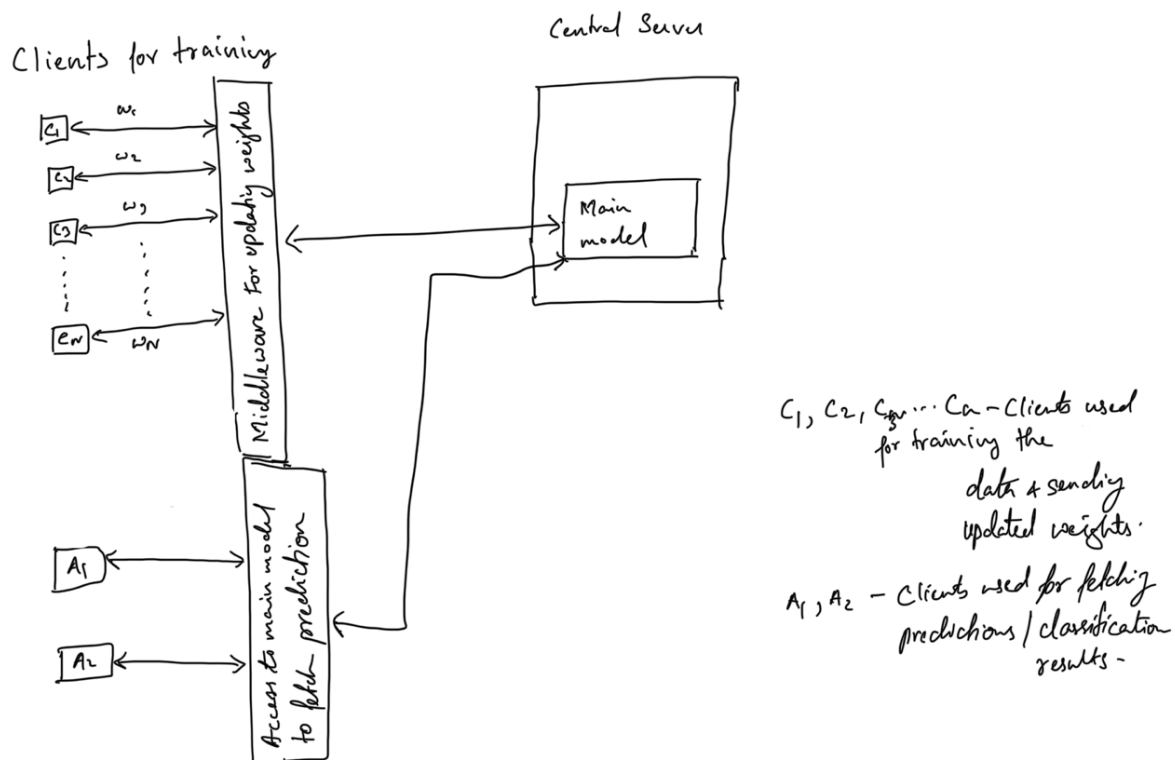 Central Server
Clients for training
C1
w1
C2
w2
C3
w3
CN
wN
Middleware for updating weights
Main
model
A1
A2
Access to main model
to fetch prediction
C1, C2, C3, ... Cn - Clients used
for training the
data & sending
updated weights.
A1, A2 - Clients used for fetching
predictions / classification
results -